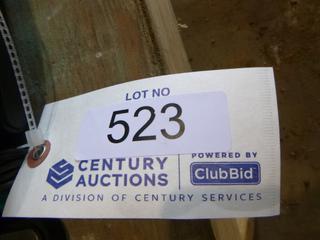 LOT NO
523
CENTURY AUCTIONS
POWERED BY
ClubBid
A DIVISION OF CENTURY SERVICES